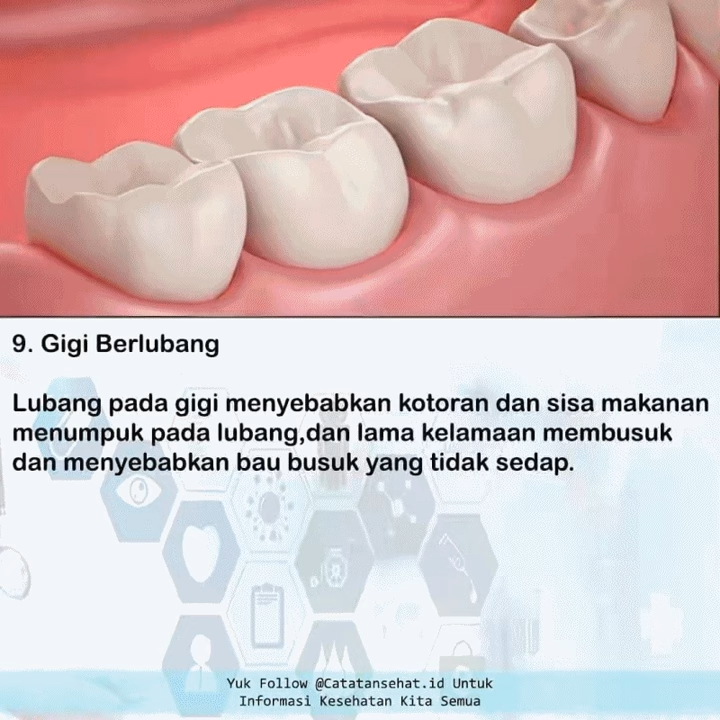 9. Gigi Berlubang
Lubang pada gigi menyebabkan kotoran dan sisa makanan
menumpuk pada lubang,dan lama kelamaan membusuk
dan menyebabkan bau busuk yang tidak sedap.
Yuk Follow @Catatansehat.id Untuk
Informasi Kesehatan Kita Semua